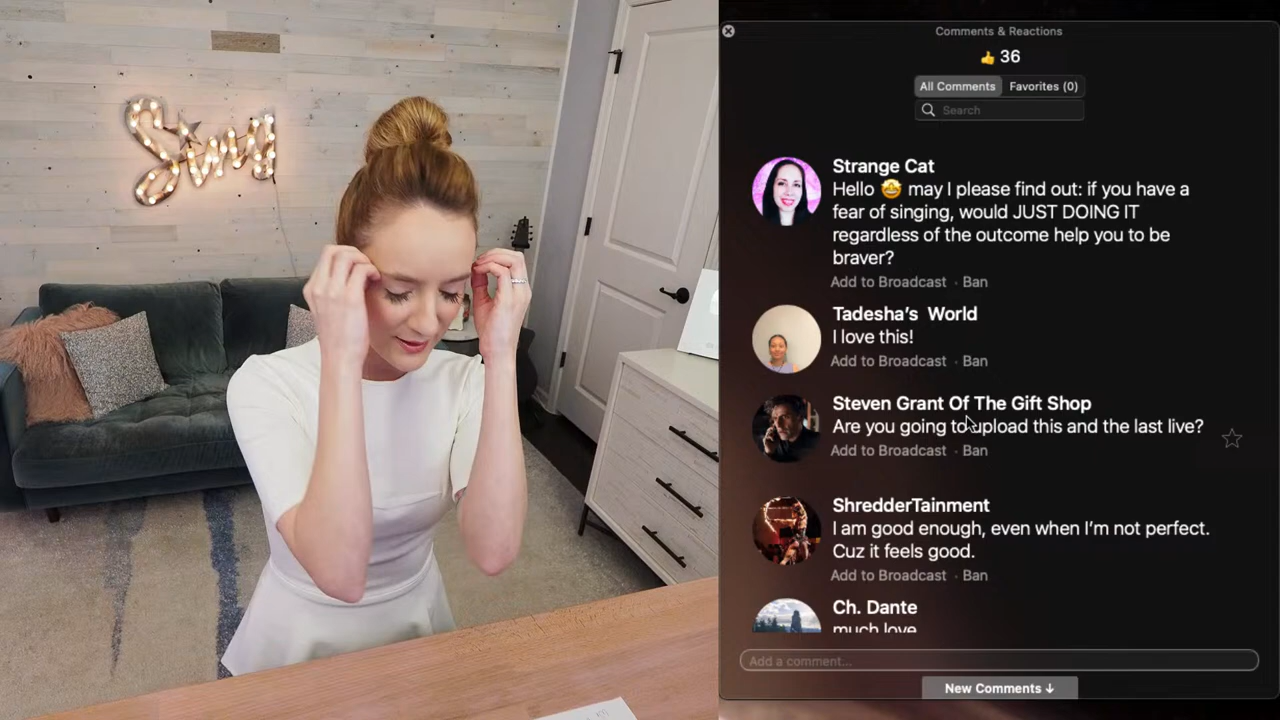 Sing
Comments & Reactions
👍 36
All Comments Favorites (0)
Search
Strange Cat
Hello 🤩 may I please find out: if you have a
fear of singing, would JUST DOING IT
regardless of the outcome help you to be
braver?
Add to Broadcast · Ban
Tadesha's World
I love this!
Add to Broadcast · Ban
Steven Grant Of The Gift Shop
Are you going to upload this and the last live?
Add to Broadcast · Ban
ShredderTainment
I am good enough, even when I'm not perfect.
Cuz it feels good.
Add to Broadcast · Ban
Ch. Dante
much love
Add a comment...
New Comments ↓